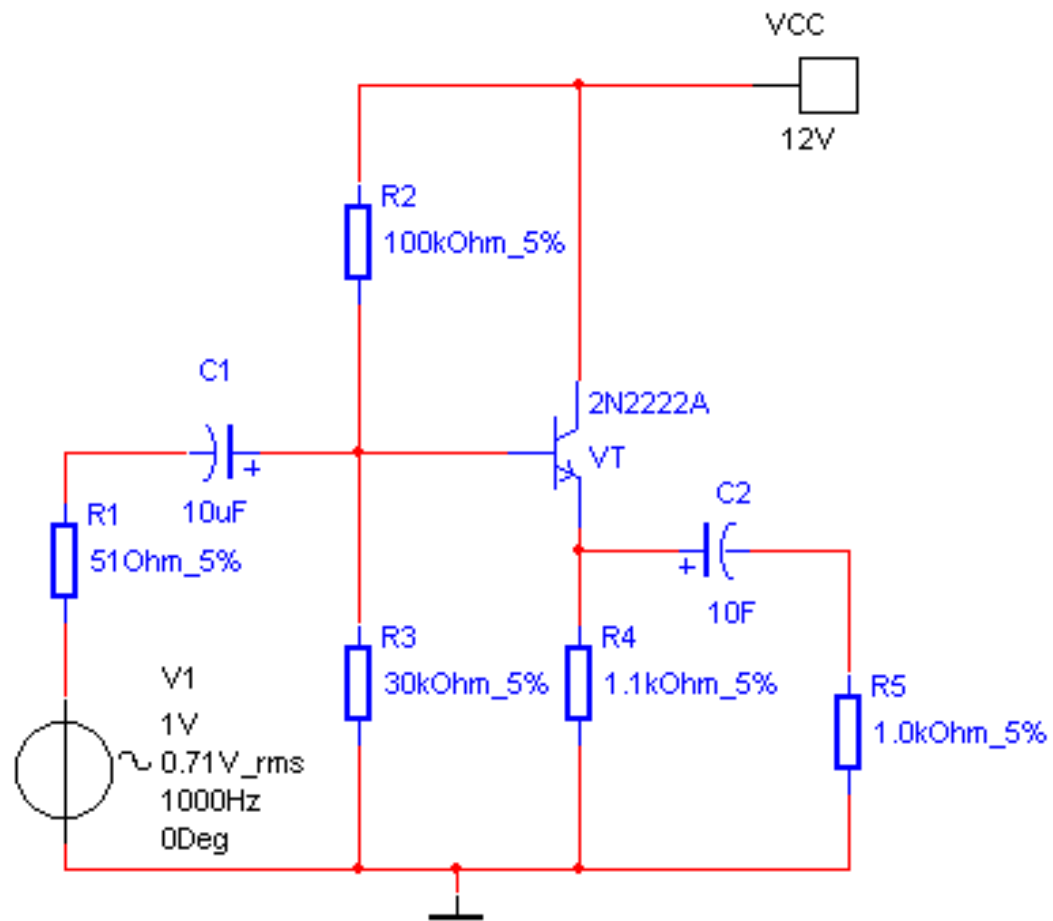 VCC
12V
R2
100kOhm_5%
C1
+
10uF
2N2222A
VT
C2
+
10F
R1
51Ohm_5%
R3
30kOhm_5%
R4
1.1kOhm_5%
R5
1.0kOhm_5%
V1
1V
0.71V_rms
1000Hz
0Deg